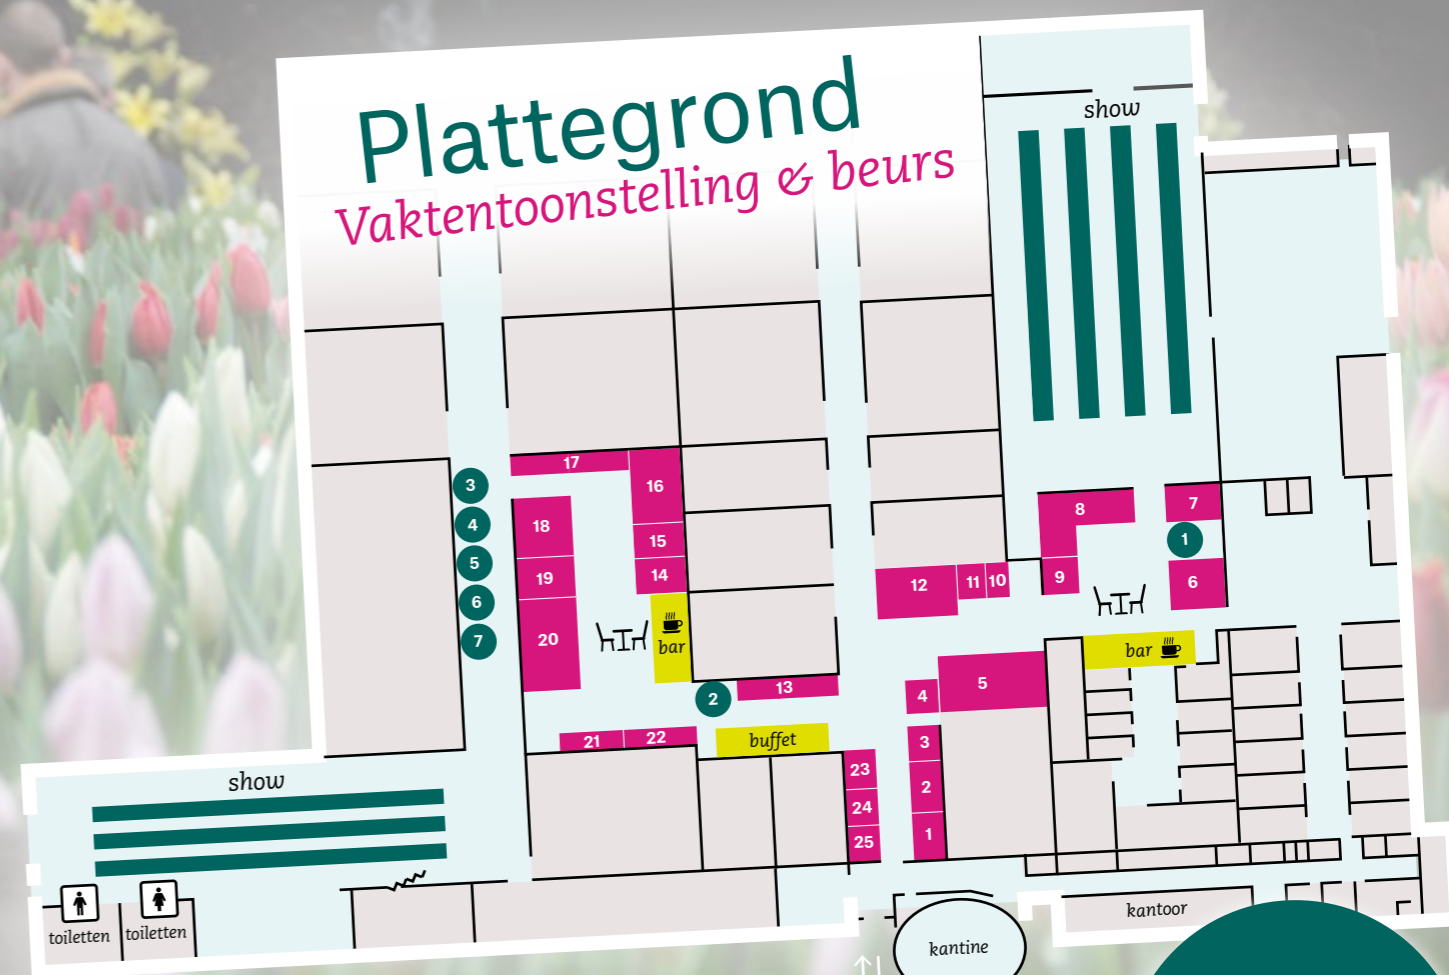 Plattegrond
Vaktentoonstelling & beurs
show
3
4
5
6
7
17
16
18
15
19
14
20
bar
2
13
21
22
buffet
8
7
1
9
6
12
11
10
bar
5
4
3
2
1
23
24
25
show
toiletten
toiletten
kantine
kantoor